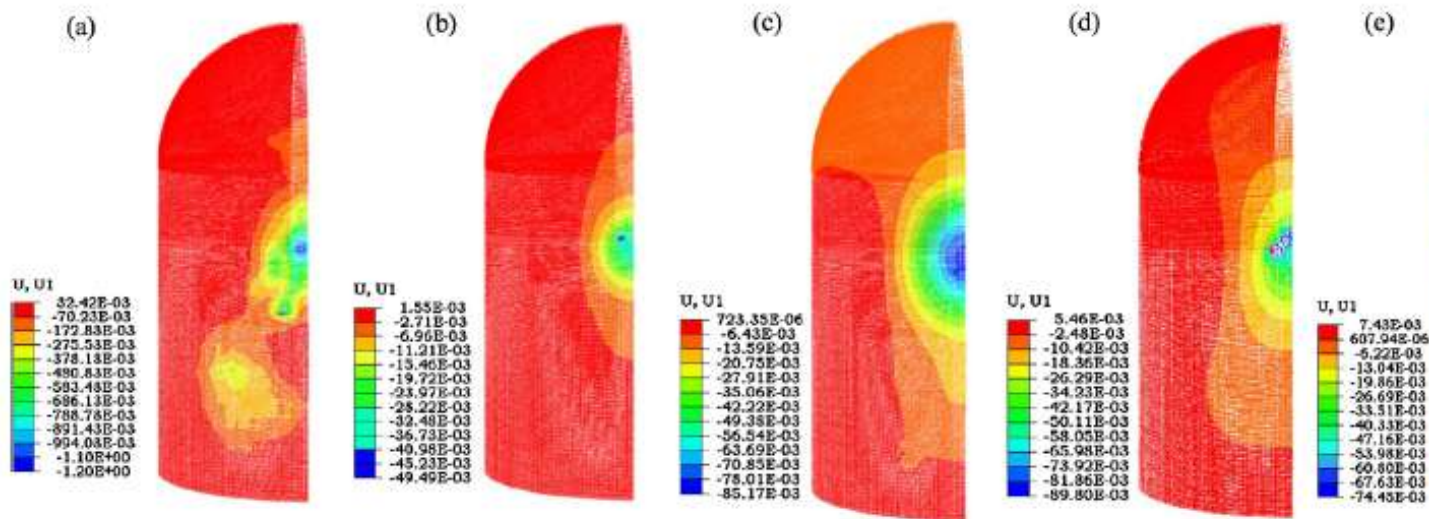 (a)
(b)
(c)
(d)
(e)
U, U1
32.42E-03
-70.23E-03
-172.83E-03
-275.53E-03
-378.18E-03
-480.83E-03
-583.48E-03
-686.13E-03
-788.78E-03
-891.43E-03
-994.08E-03
-1.10E+00
-1.20E+00
U, U1
1.55E-03
-2.71E-03
-6.96E-03
-11.21E-03
-15.46E-03
-19.72E-03
-23.97E-03
-28.22E-03
-32.48E-03
-36.73E-03
-40.98E-03
-45.23E-03
-49.49E-03
U, U1
723.35E-06
-6.43E-03
-13.59E-03
-20.75E-03
-27.91E-03
-35.06E-03
-42.22E-03
-49.38E-03
-56.54E-03
-63.69E-03
-70.85E-03
-78.01E-03
-85.17E-03
U, U1
5.46E-03
-2.48E-03
-10.42E-03
-18.36E-03
-26.29E-03
-34.23E-03
-42.17E-03
-50.11E-03
-58.05E-03
-65.98E-03
-73.92E-03
-81.86E-03
-89.80E-03
U, U1
7.43E-03
607.94E-06
-6.22E-03
-13.04E-03
-19.86E-03
-26.69E-03
-33.51E-03
-40.33E-03
-47.16E-03
-53.98E-03
-60.80E-03
-67.63E-03
-74.45E-03